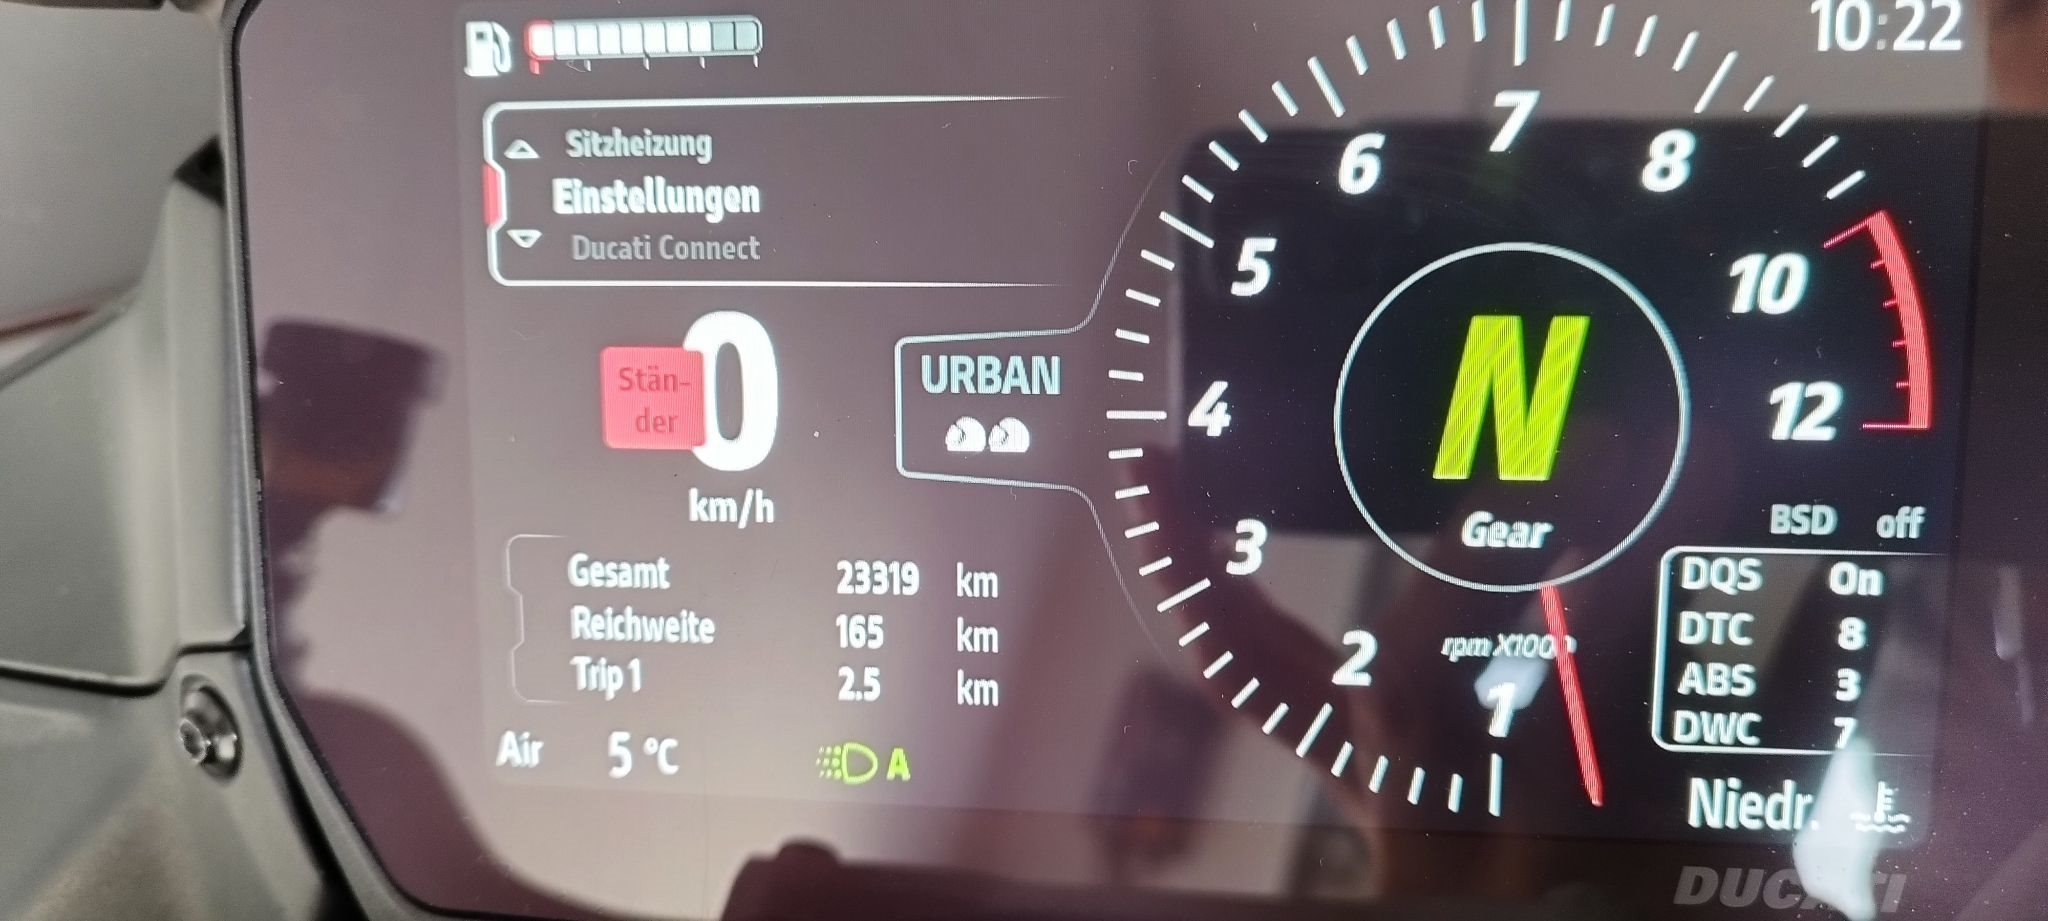 10:22
Sitzheizung
Einstellungen
Ducati Connect
0
Stän-
der
km/h
URBAN
Gesamt 23319 km
Reichweite 165 km
Trip 1 2.5 km
Air 5 °C
A
1
2
3
4
5
6
7
8
10
12
N
Gear
rpm X1000
BSD off
DQS On
DTC 8
ABS 3
DWC 7
Niedr.
DUCATI